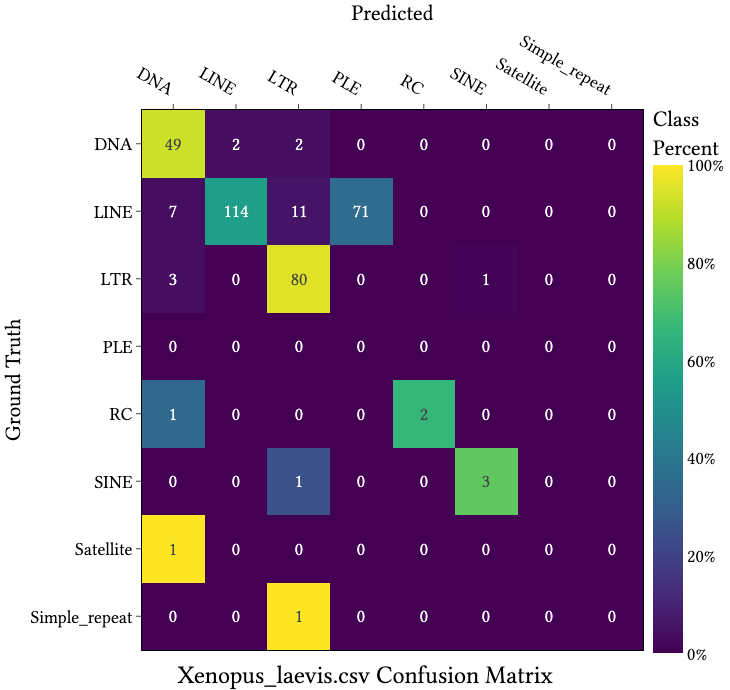 Predicted
DNA LINE LTR PLE RC SINE Satellite Simple_repeat
Class
Percent
Ground Truth
DNA 49 2 2 0 0 0 0 0
LINE 7 114 11 71 0 0 0 0
LTR 3 0 80 0 0 1 0 0
PLE 0 0 0 0 0 0 0 0
RC 1 0 0 0 2 0 0 0
SINE 0 0 1 0 0 3 0 0
Satellite 1 0 0 0 0 0 0 0
Simple_repeat 0 0 1 0 0 0 0 0
100%
80%
60%
40%
20%
0%
Xenopus_laevis.csv Confusion Matrix